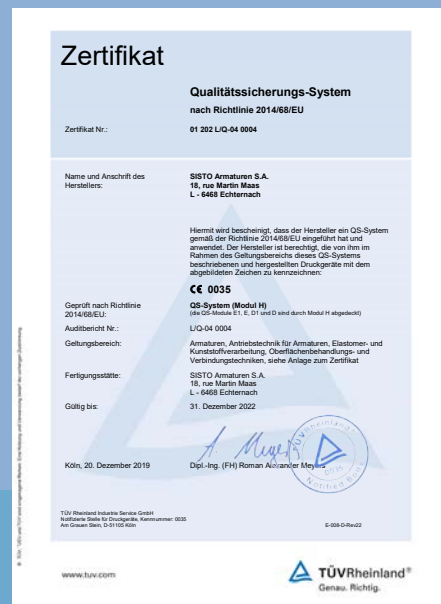 Zertifikat
Qualitätssicherungs-System
nach Richtlinie 2014/68/EU
Zertifikat Nr.: 01 202 L/Q-04 0004
Name und Anschrift des
Herstellers:
SISTO Armaturen S.A.
18, rue Martin Maas
L - 6468 Echternach
Hiermit wird bescheinigt, dass der Hersteller ein QS-System
gemäß der Richtlinie 2014/68/EU eingeführt hat und
anwendet. Der Hersteller ist berechtigt, die von ihm im
Rahmen des Geltungsbereichs dieses QS-Systems
beschriebenen und hergestellten Druckgeräte mit dem
abgebildeten Zeichen zu kennzeichnen:
CE 0035
Geprüft nach Richtlinie
2014/68/EU:
QS-System (Modul H)
(die QS-Module E1, E, D1 und D sind durch Modul H abgedeckt)
Auditbericht Nr.: L/Q-04 0004
Geltungsbereich:
Armaturen, Antriebstechnik für Armaturen, Elastomer- und
Kunststoffverarbeitung, Oberflächenbehandlungs- und
Verbindungstechniken, siehe Anlage zum Zertifikat
Fertigungsstätte:
SISTO Armaturen S.A.
18, rue Martin Maas
L - 6468 Echternach
Gültig bis: 31. Dezember 2022
A. Meyers
TÜVRheinland
0035
Notified Body
Köln, 20. Dezember 2019 Dipl.-Ing. (FH) Roman Alexander Meyers
TÜV Rheinland Industrie Service GmbH
Notifizierte Stelle für Druckgeräte, Kennnummer: 0035
Am Grauen Stein, D-51105 Köln
E-008-D-Rev22
www.tuv.com
TÜVRheinland®
Genau. Richtig.